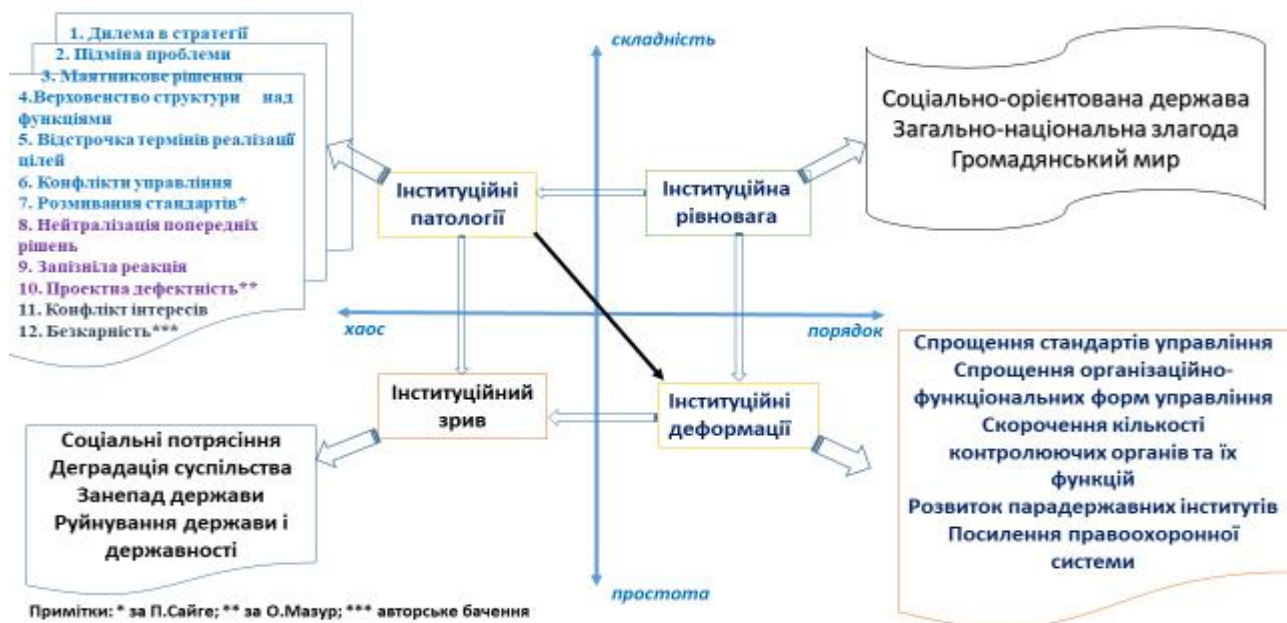 1. Дилема в стратегії
2. Підміна проблеми
3. Маятникове рішення
4.Верховенство структури над
функціями
5. Відстрочка термінів реалізації
цілей
6. Конфлікти управління
7. Розмивання стандартів*
8. Нейтралізація попередніх
рішень
9. Запізніла реакція
10. Проектна дефектність**
11. Конфлікт інтересів
12. Безкарність***
складність
Соціально-орієнтована держава
Загально-національна злагода
Громадянський мир
Інституційні
патології
Інституційна
рівновага
хаос
порядок
Інституційний
зрив
Інституційні
деформації
Спрощення стандартів управління
Спрощення організаційно-
функціональних форм управління
Скорочення кількості
контролюючих органів та їх
функцій
Розвиток парадержавних інститутів
Посилення правоохоронної
системи
Соціальні потрясіння
Деградація суспільства
Занепад держави
Руйнування держави і
державності
простота
Примітки: * за П.Сайге; ** за О.Мазур; *** авторське бачення